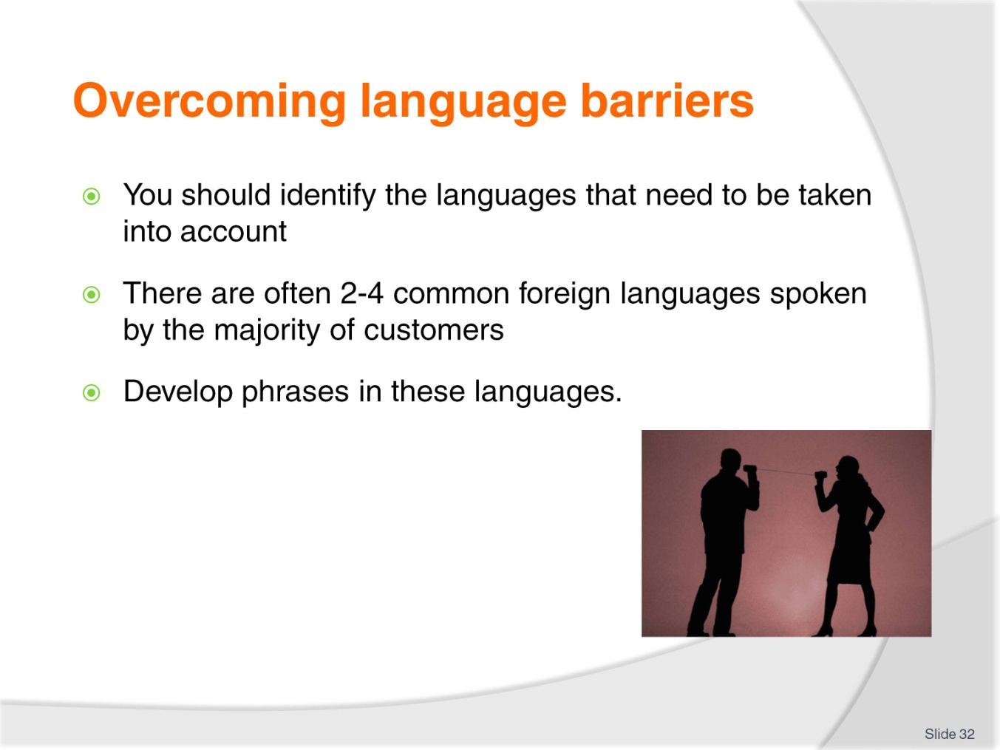 Overcoming language barriers
You should identify the languages that need to be taken
into account
There are often 2-4 common foreign languages spoken
by the majority of customers
Develop phrases in these languages.
Slide 32